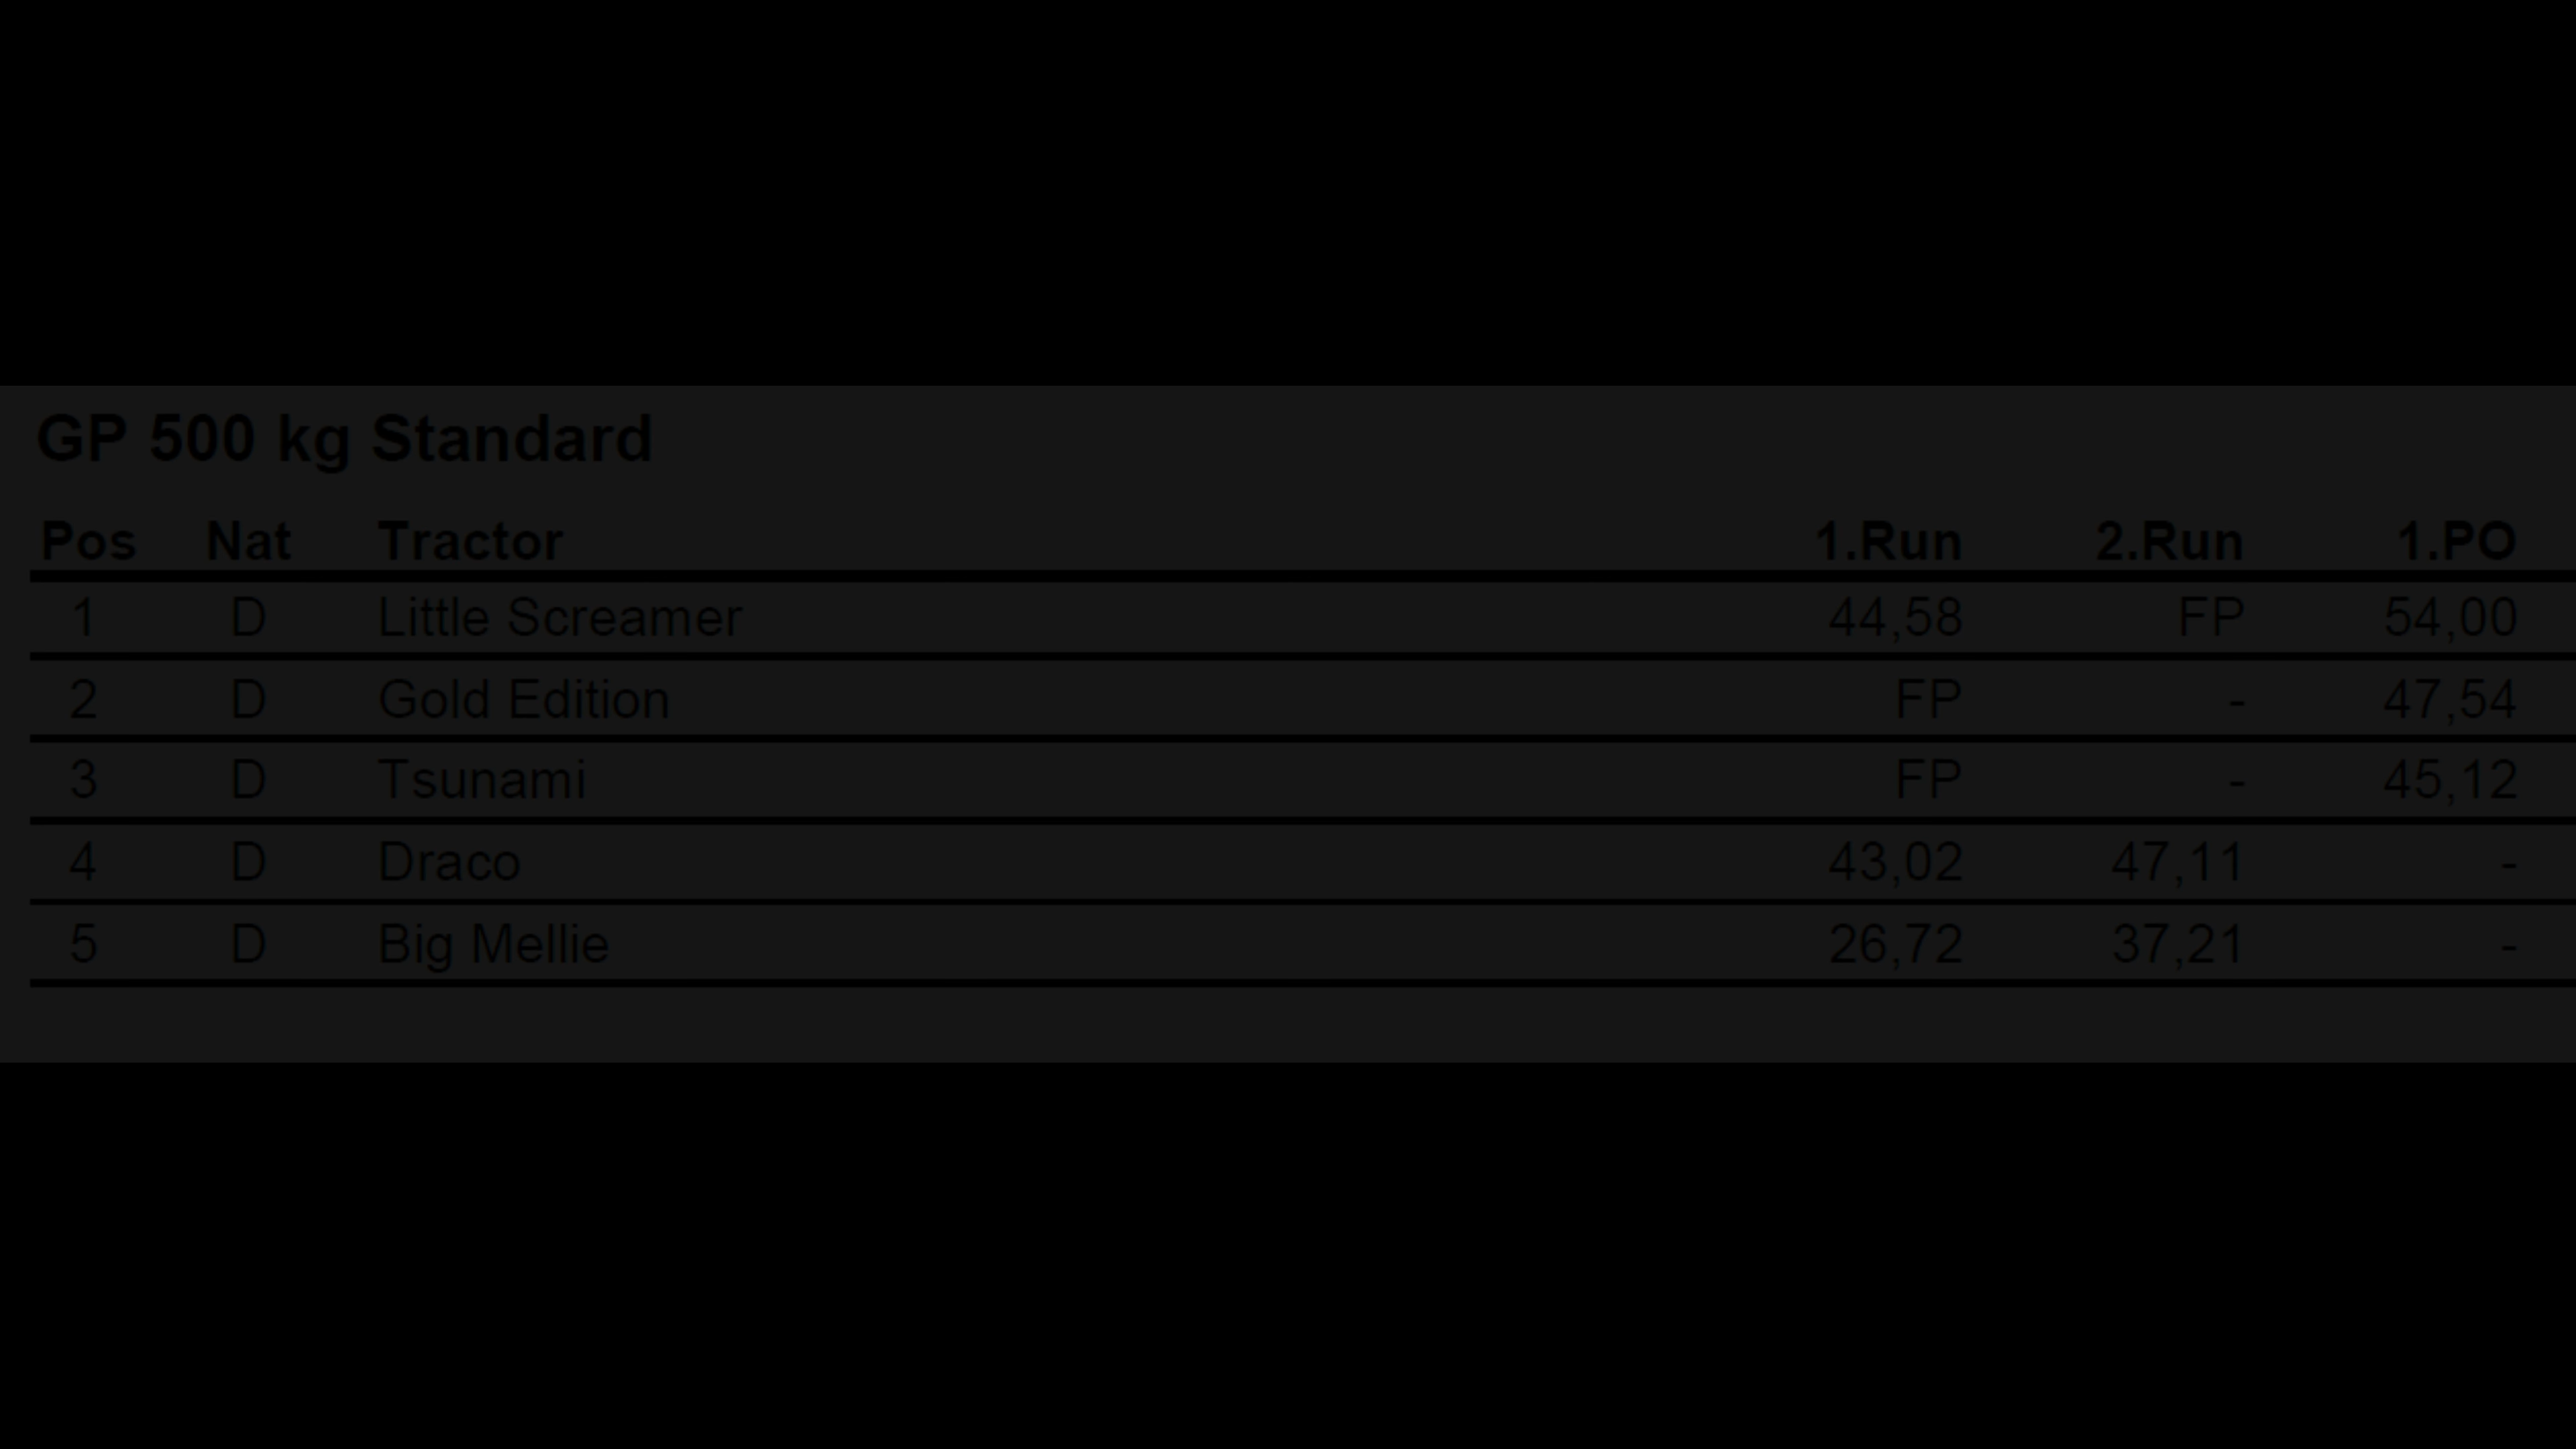 GP 500 kg Standard
Pos Nat Tractor 1.Run 2.Run 1.PO
1 D Little Screamer 44,58 FP 54,00
2 D Gold Edition FP - 47,54
3 D Tsunami FP - 45,12
4 D Draco 43,02 47,11 -
5 D Big Mellie 26,72 37,21 -